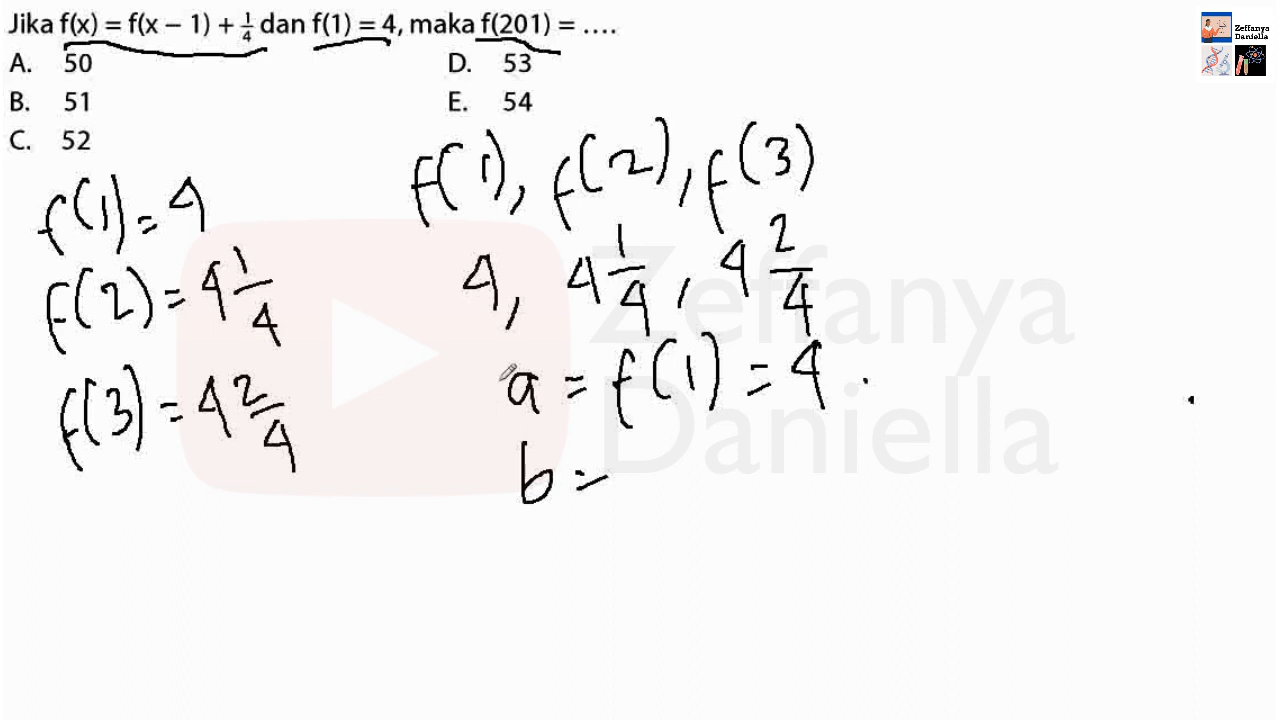 Jika f(x) = f(x − 1) + 1/4 dan f(1) = 4, maka f(201) = ....
A. 50
B. 51
C. 52
D. 53
E. 54
f(1) = 4
f(2) = 4 1/4
f(3) = 4 2/4
f(1), f(2), f(3)
4, 4 1/4, 4 2/4
a = f(1) = 4.
b =
Zeffanya
Daniella
Zeffanya
Daniella